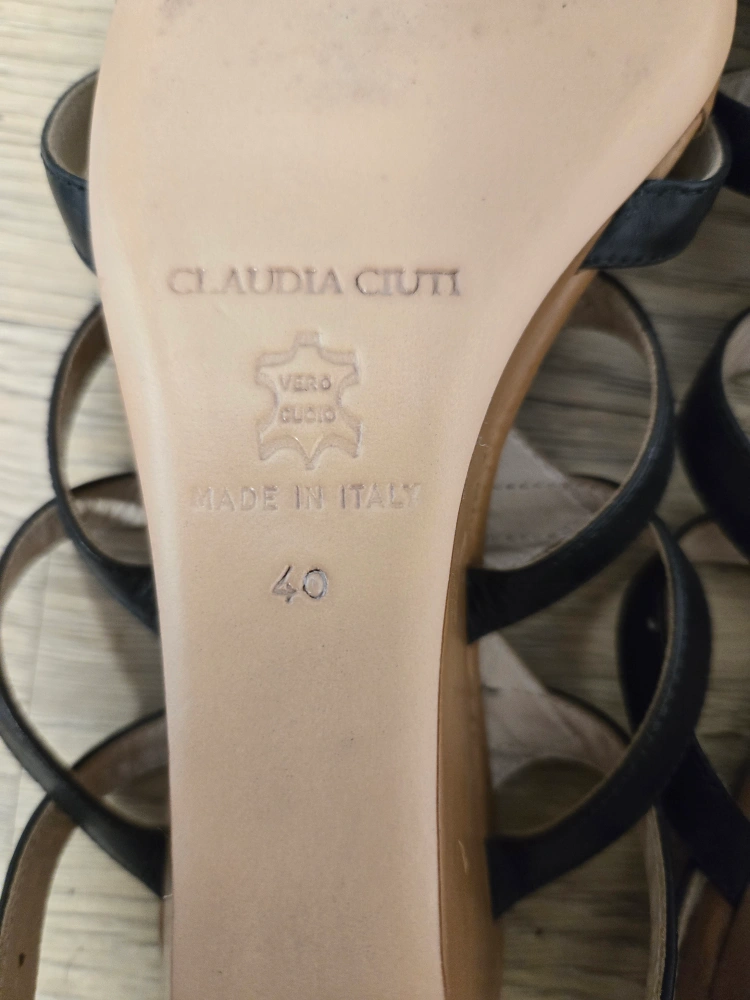 CLAUDIA CIUTI
VERO
CUOIO
MADE IN ITALY
40